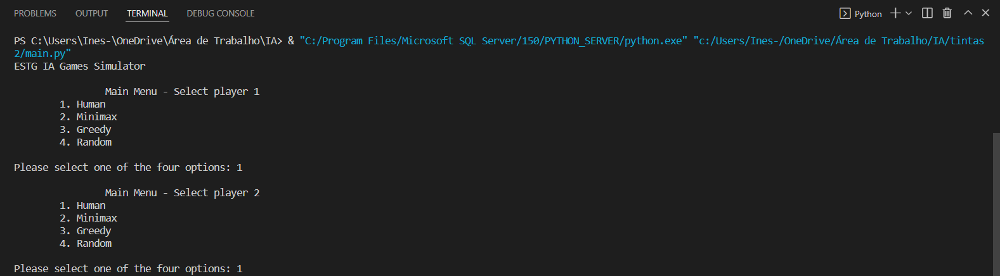 PROBLEMS OUTPUT TERMINAL DEBUG CONSOLE Python
PS C:\Users\Ines-\OneDrive\Área de Trabalho\IA> & "C:/Program Files/Microsoft SQL Server/150/PYTHON_SERVER/python.exe" "c:/Users/Ines-/OneDrive/Área de Trabalho/IA/tintas
2/main.py"
ESTG IA Games Simulator
Main Menu - Select player 1
1. Human
2. Minimax
3. Greedy
4. Random
Please select one of the four options: 1
Main Menu - Select player 2
1. Human
2. Minimax
3. Greedy
4. Random
Please select one of the four options: 1